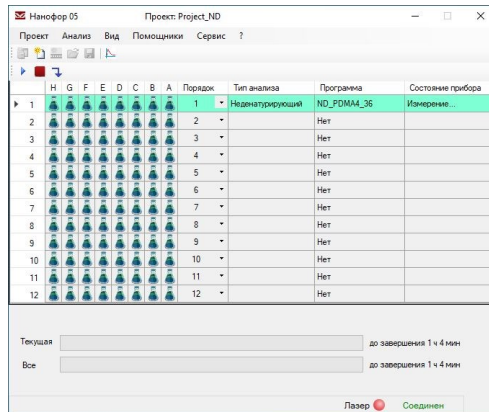 Нанофор 05 Проект: Project_ND
Проект Анализ Вид Помощники Сервис ?
H G F E D C B A Порядок Тип анализа Программа Состояние прибора
1 1 Неденатурирующий ND_PDMA4_36 Измерение...
2 2 Нет
3 3 Нет
4 4 Нет
5 5 Нет
6 6 Нет
7 7 Нет
8 8 Нет
9 9 Нет
10 10 Нет
11 11 Нет
12 12 Нет
Текущая до завершения 1 ч 4 мин
Все до завершения 1 ч 4 мин
Лазер Соединен